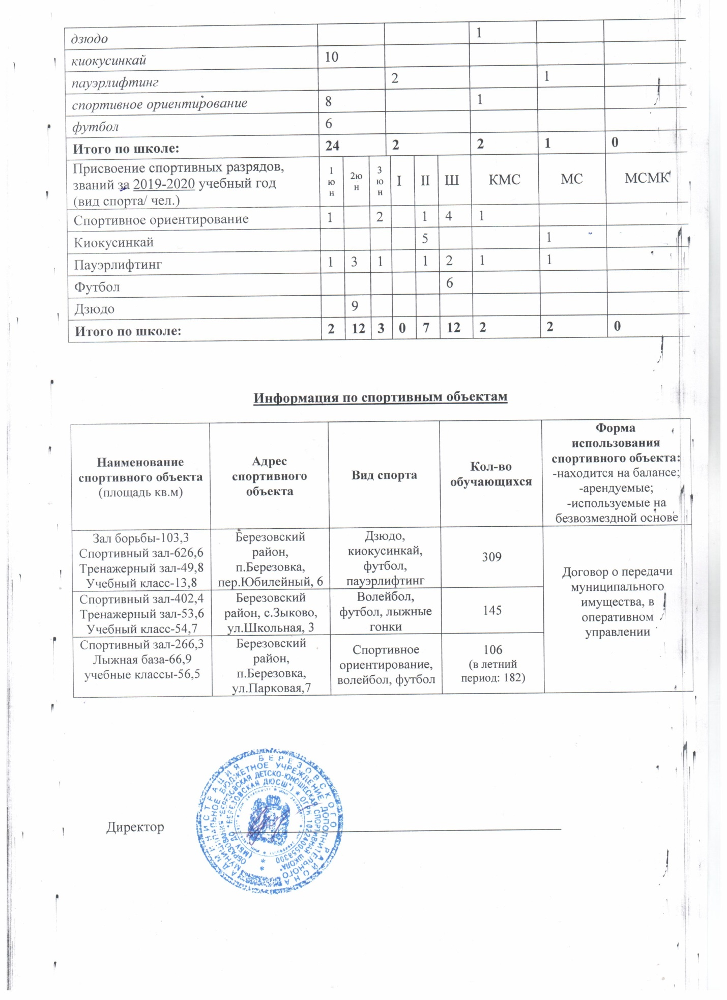 дзюдо 1
киокусинкай 10
пауэрлифтинг 2 1
спортивное ориентирование 8 1
футбол 6
Итого по школе: 24 2 2 1 0
Присвоение спортивных разрядов,
званий за 2019-2020 учебный год
(вид спорта/ чел.)
1
ю
н
2ю
н
3
ю
н
I II Ш КМС МС МСМК
Спортивное ориентирование 1 2 1 4 1
Киокусинкай 5 1
Пауэрлифтинг 1 3 1 1 2 1 1
Футбол 6
Дзюдо 9
Итого по школе: 2 12 3 0 7 12 2 2 0
Информация по спортивным объектам
Наименование
спортивного объекта
(площадь кв.м)
Адрес
спортивного
объекта
Вид спорта
Кол-во
обучающихся
Форма
использования
спортивного объекта:
-находится на балансе;
-арендуемые;
-используемые на
безвозмездной основе
Зал борьбы-103,3
Спортивный зал-626,6
Тренажерный зал-49,8
Учебный класс-13,8
Березовский
район,
п.Березовка,
пер.Юбилейный, 6
Дзюдо,
киокусинкай,
футбол,
пауэрлифтинг
309
Договор о передачи
муниципального
имущества, в
оперативном
управлении
Спортивный зал-402,4
Тренажерный зал-53,6
Учебный класс-54,7
Березовский
район, с.Зыково,
ул.Школьная, 3
Волейбол,
футбол, лыжные
гонки
145
Спортивный зал-266,3
Лыжная база-66,9
учебные классы-56,5
Березовский
район,
п.Березовка,
ул.Парковая,7
Спортивное
ориентирование,
волейбол, футбол
106
(в летний
период: 182)
Директор
АДМИНИСТРАЦИЯ БЕРЕЗОВСКОГО РАЙОНА
МУНИЦИПАЛЬНОЕ БЮДЖЕТНОЕ УЧРЕЖДЕНИЕ ДОПОЛНИТЕЛЬНОГО
ОБРАЗОВАНИЯ "БЕРЕЗОВСКАЯ ДЕТСКО-ЮНОШЕСКАЯ СПОРТИВНАЯ ШКОЛА"
(МБУ ДО "БЕРЕЗОВСКАЯ ДЮСШ") * ОГРН 1022400558300